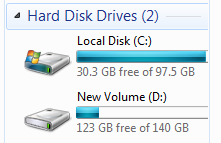 Hard Disk Drives (2)
Local Disk (C:)
30.3 GB free of 97.5 GB
New Volume (D:)
123 GB free of 140 GB